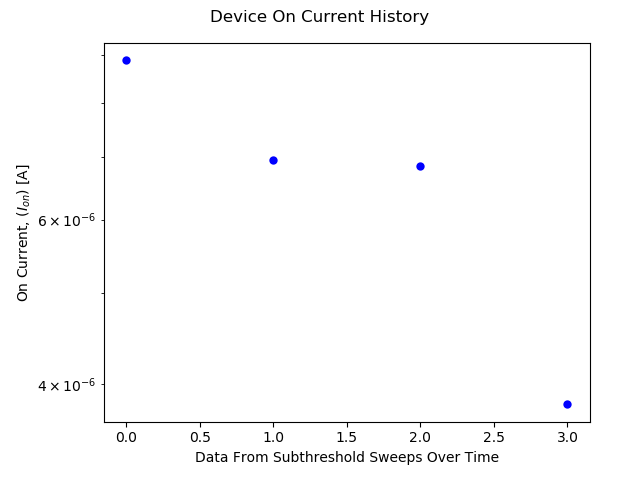 Device On Current History
On Current, (I_on) [A]
6 × 10⁻⁶
4 × 10⁻⁶
0.0 0.5 1.0 1.5 2.0 2.5 3.0
Data From Subthreshold Sweeps Over Time